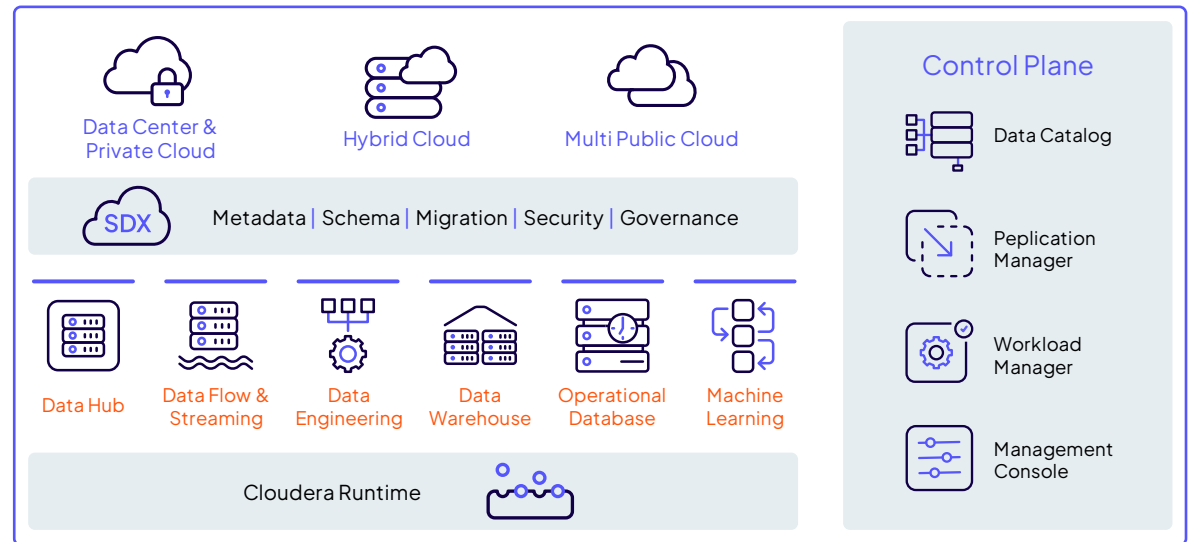 Data Center &
Private Cloud
Hybrid Cloud
Multi Public Cloud
SDX
Metadata | Schema | Migration | Security | Governance
Data Hub
Data Flow &
Streaming
Data
Engineering
Data
Warehouse
Operational
Database
Machine
Learning
Cloudera Runtime
Control Plane
Data Catalog
Peplication
Manager
Workload
Manager
Management
Console